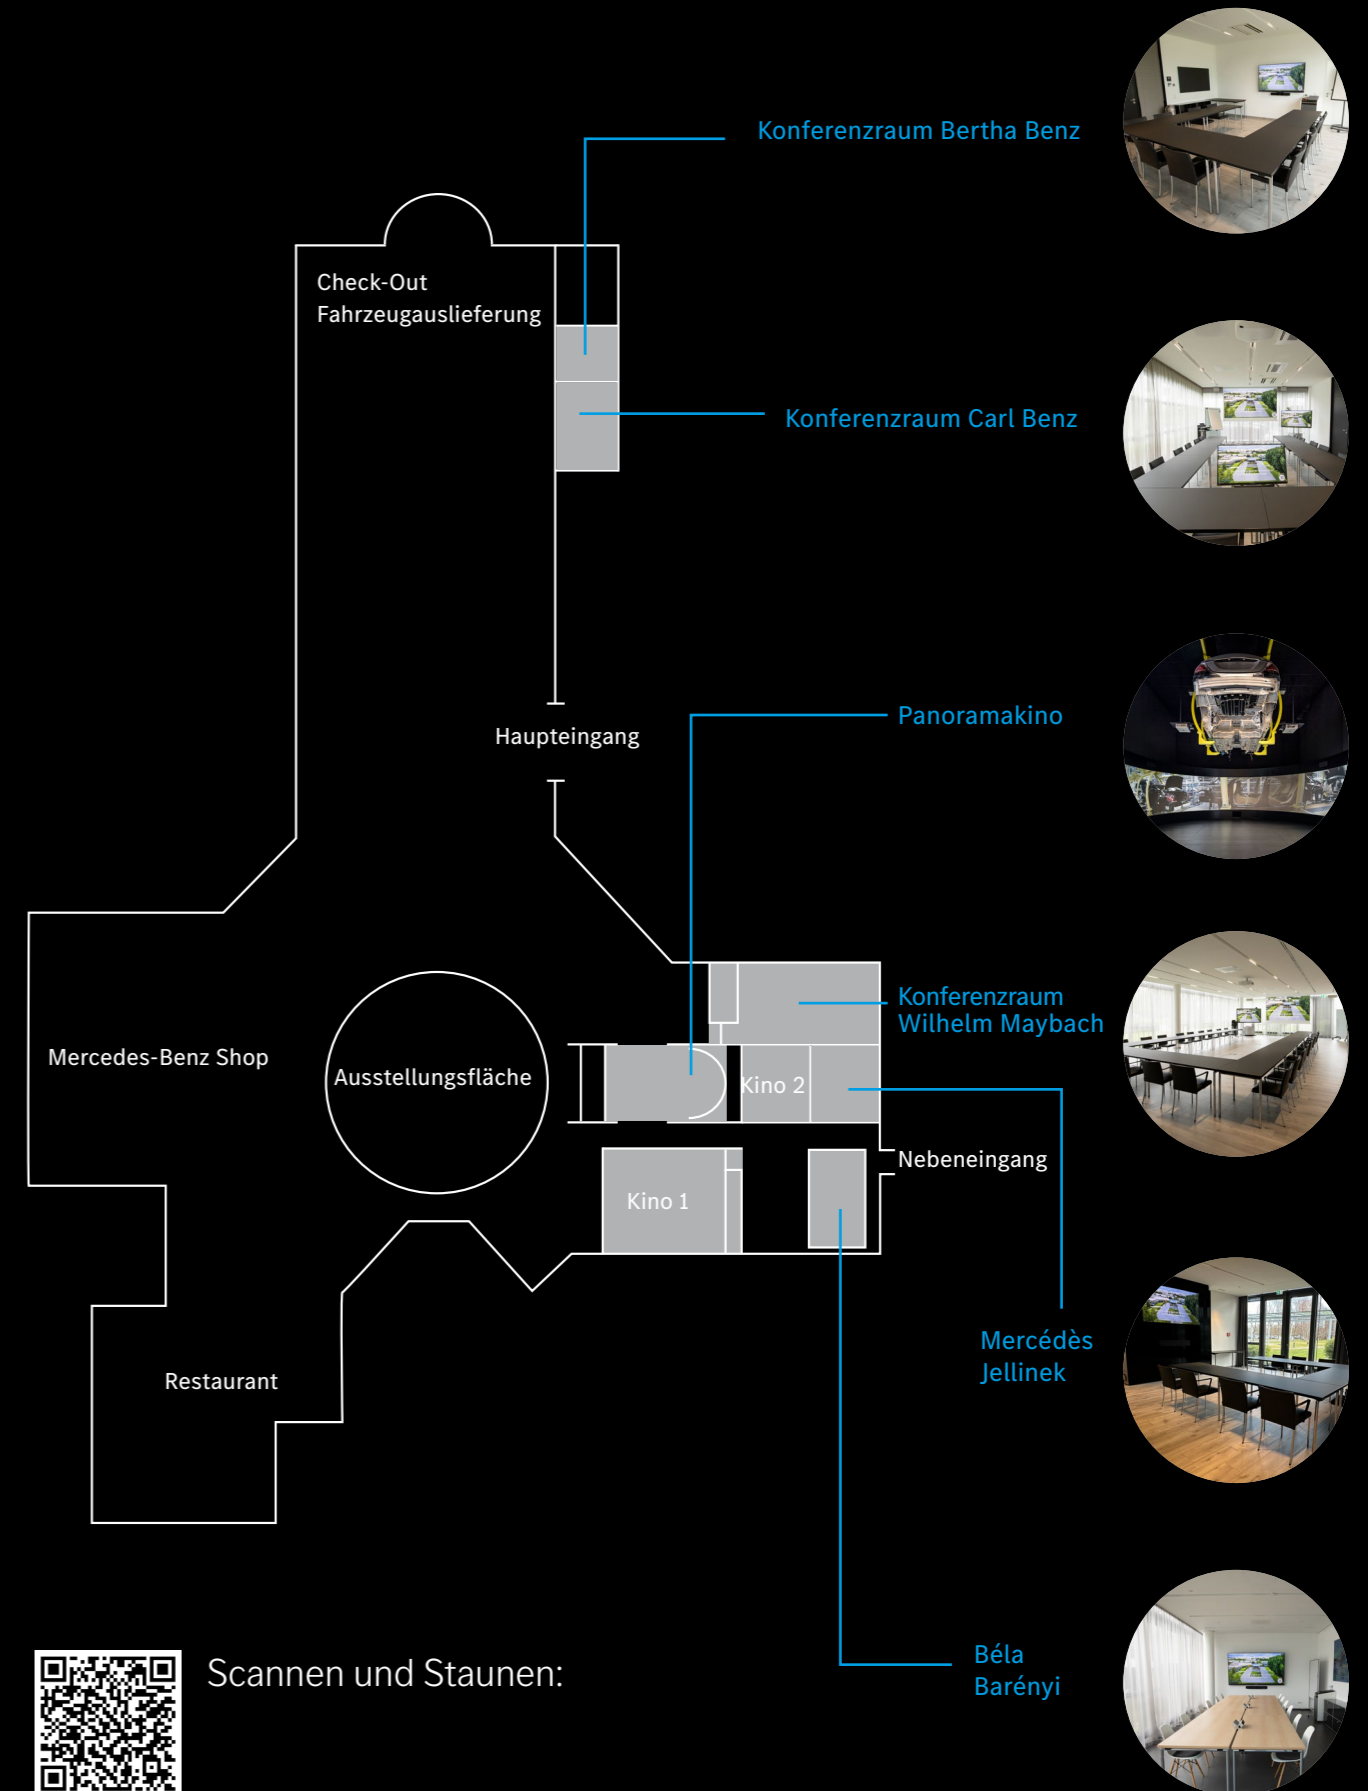 Konferenzraum Bertha Benz
Check-Out
Fahrzeugauslieferung
Konferenzraum Carl Benz
Panoramakino
Haupteingang
Konferenzraum
Wilhelm Maybach
Mercedes-Benz Shop
Ausstellungsfläche
Kino 2
Nebeneingang
Kino 1
Mercédès
Jellinek
Restaurant
Béla
Barényi
Scannen und Staunen: